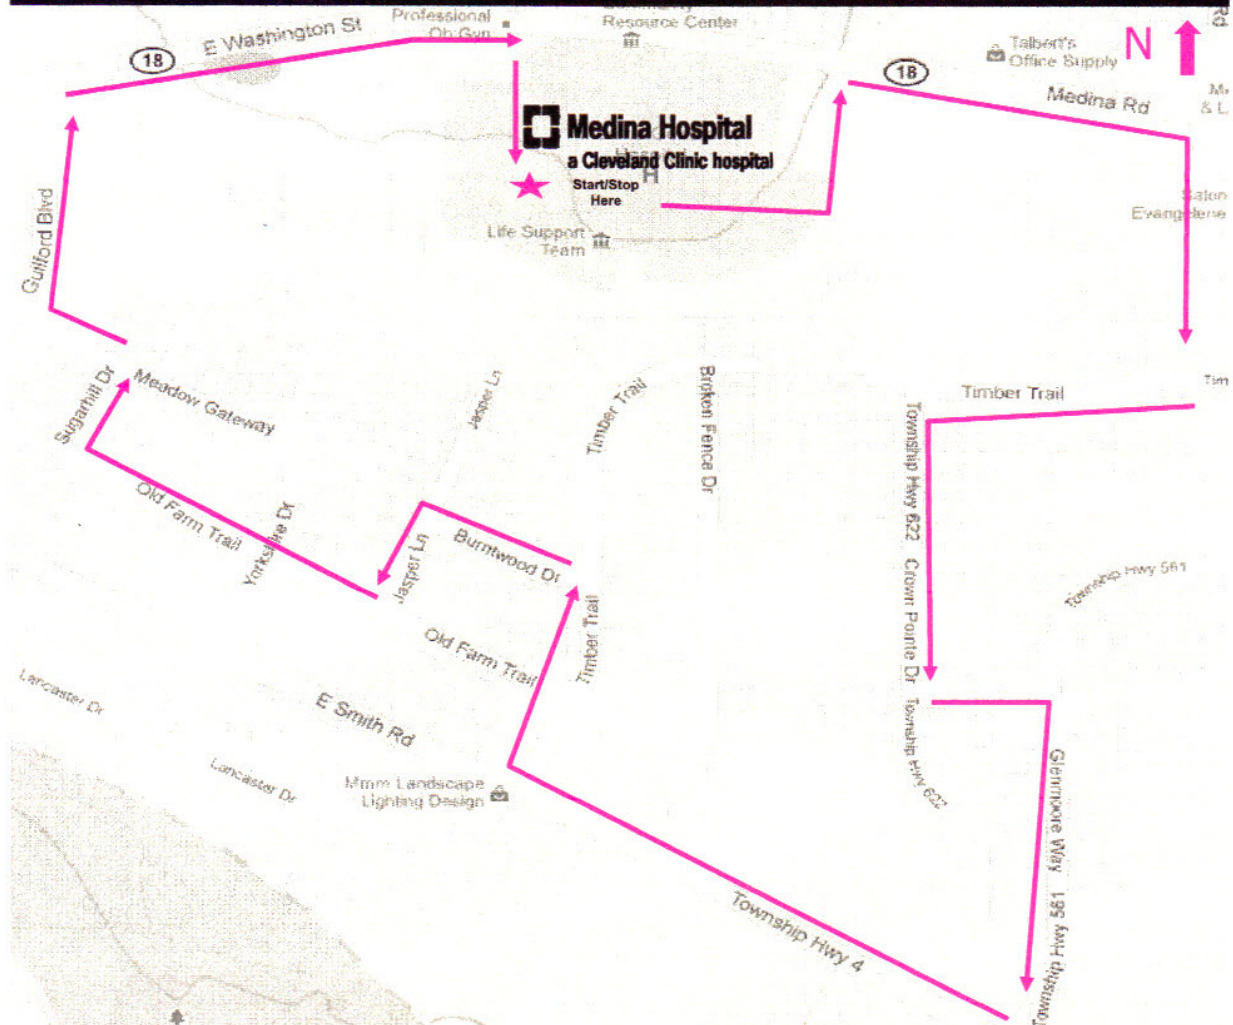 Professional
Ob Gyn
Resource Center
E Washington St
18
N
Rd
Talbert's
Office Supply
18
Medina Rd
& L
Medina Hospital
a Cleveland Clinic hospital
H
Start/Stop
Here
Life Support
Team
Guilford Blvd
Salon
Evangelene
Sugarhill Dr
Meadow Gateway
Jasper Ln
Timber Trail
Broken Fence Dr
Timber Trail
Tim
Township Hwy 622
Old Farm Trail
Yorkshire Dr
Jasper Ln
Burntwood Dr
Crown Pointe Dr
Township Hwy 561
Old Farm Trail
Timber Trail
Lancaster Dr
E Smith Rd
Township Hwy 622
Lancaster Dr
Mmm Landscape
Lighting Design
Glenmoore Way
Township Hwy 4
Township Hwy 561